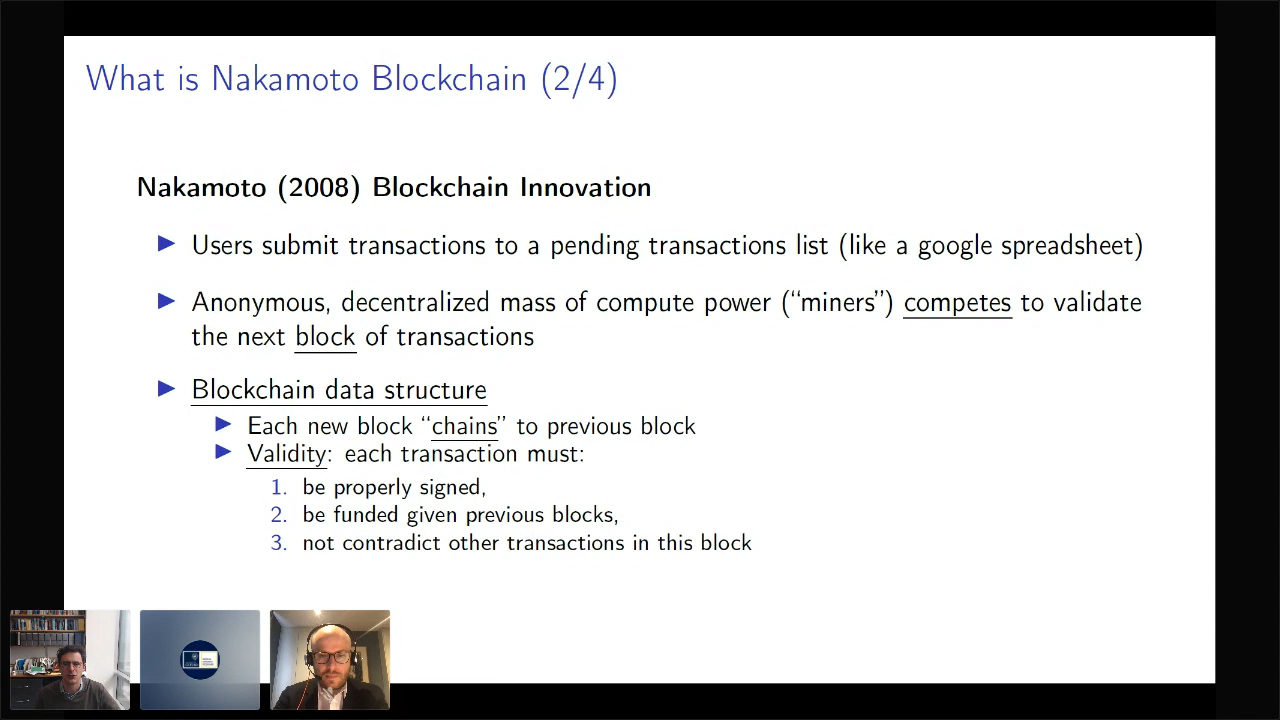 What is Nakamoto Blockchain (2/4)
Nakamoto (2008) Blockchain Innovation
Users submit transactions to a pending transactions list (like a google spreadsheet)
Anonymous, decentralized mass of compute power (“miners”) competes to validate
the next block of transactions
Blockchain data structure
Each new block “chains” to previous block
Validity: each transaction must:
1. be properly signed,
2. be funded given previous blocks,
3. not contradict other transactions in this block